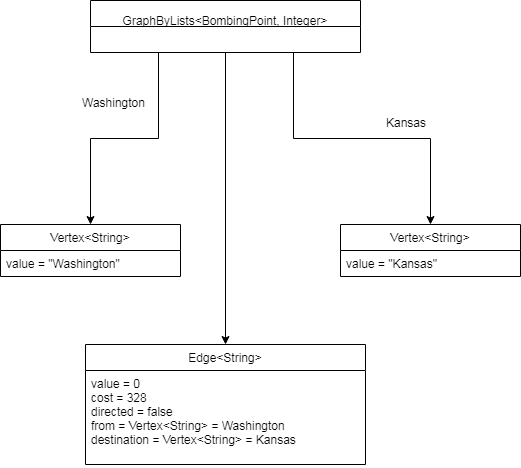 GraphByLists<BombingPoint, Integer>
Washington
Kansas
Vertex<String>
value = "Washington"
Vertex<String>
value = "Kansas"
Edge<String>
value = 0
cost = 328
directed = false
from = Vertex<String> = Washington
destination = Vertex<String> = Kansas